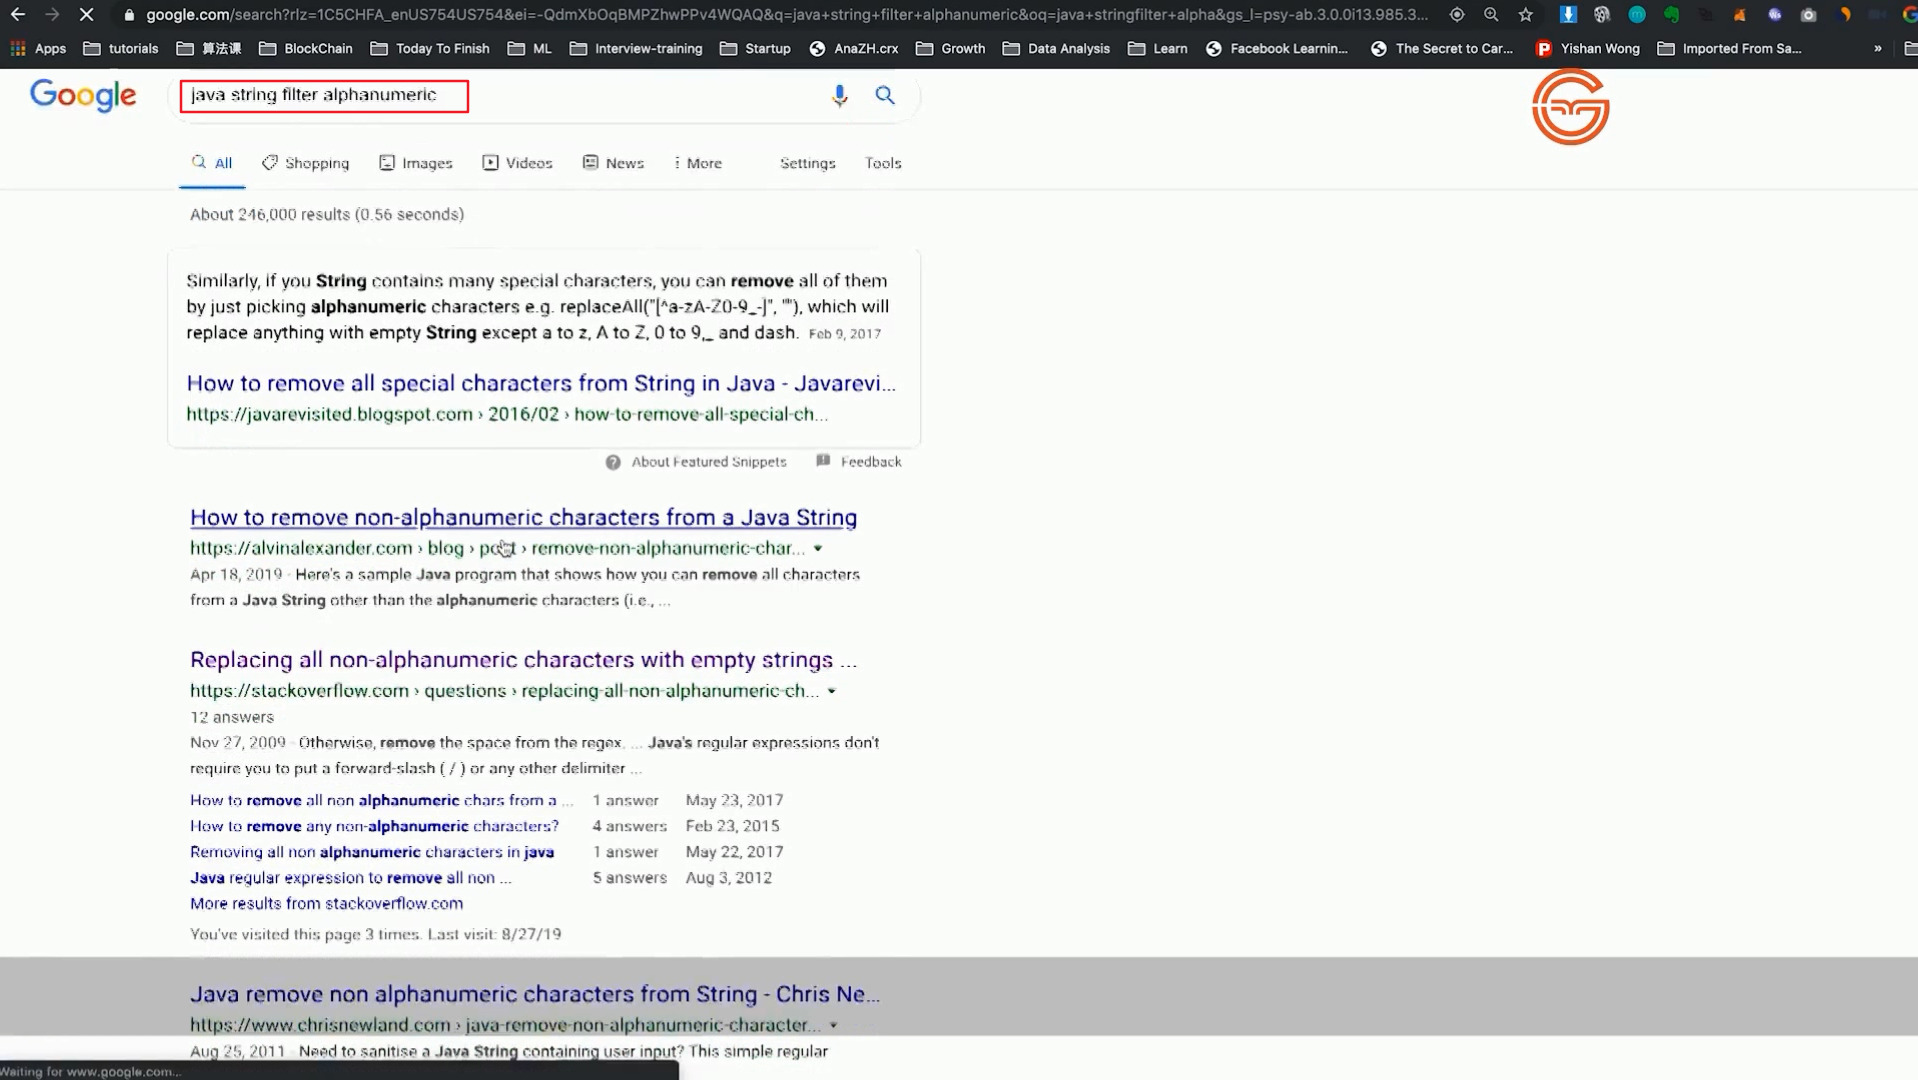 google.com/search?rlz=1C5CHFA_enUS754US754&ei=-QdmXbOqBMPZhwPPv4WQAQ&q=java+string+filter+alphanumeric&oq=java+stringfilter+alpha&gs_l=psy-ab.3.0.0i13.985.3...
Apps tutorials 算法课 BlockChain Today To Finish ML Interview-training Startup AnaZH.crx Growth Data Analysis Learn Facebook Learnin... The Secret to Car... Yishan Wong Imported From Sa... »
Google java string filter alphanumeric
All Shopping Images Videos News More Settings Tools
About 246,000 results (0.56 seconds)
Similarly, if you String contains many special characters, you can remove all of them
by just picking alphanumeric characters e.g. replaceAll("[^a-zA-Z0-9_-]", ""), which will
replace anything with empty String except a to z, A to Z, 0 to 9,_ and dash. Feb 9, 2017
How to remove all special characters from String in Java - Javarevi...
https://javarevisited.blogspot.com › 2016/02 › how-to-remove-all-special-ch...
About Featured Snippets Feedback
How to remove non-alphanumeric characters from a Java String
https://alvinalexander.com › blog › post › remove-non-alphanumeric-char...
Apr 18, 2019 - Here's a sample Java program that shows how you can remove all characters
from a Java String other than the alphanumeric characters (i.e., ...
Replacing all non-alphanumeric characters with empty strings ...
https://stackoverflow.com › questions › replacing-all-non-alphanumeric-ch...
12 answers
Nov 27, 2009 - Otherwise, remove the space from the regex. ... Java's regular expressions don't
require you to put a forward-slash ( / ) or any other delimiter ...
How to remove all non alphanumeric chars from a ... 1 answer May 23, 2017
How to remove any non-alphanumeric characters? 4 answers Feb 23, 2015
Removing all non alphanumeric characters in java 1 answer May 22, 2017
Java regular expression to remove all non ... 5 answers Aug 3, 2012
More results from stackoverflow.com
You've visited this page 3 times. Last visit: 8/27/19
Java remove non alphanumeric characters from String - Chris Ne...
https://www.chrisnewland.com › java-remove-non-alphanumeric-character...
Aug 25, 2011 - Need to sanitise a Java String containing user input? This simple regular
Waiting for www.google.com...